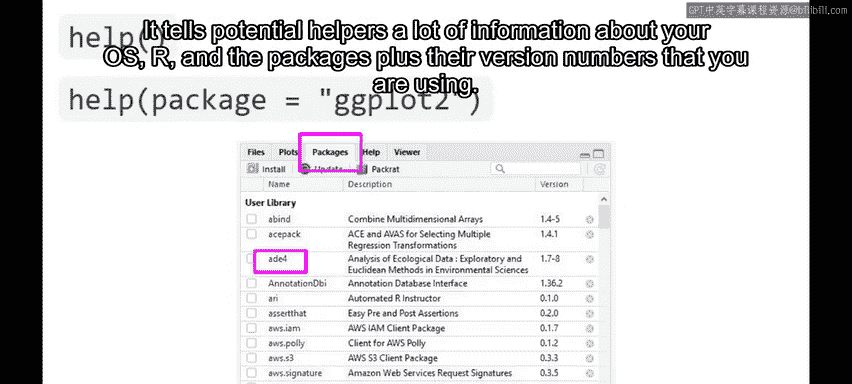 GPT中英字幕课程资源@bilibili.com
It tells potential helpers a lot of information about your
OS, R, and the packages plus their version numbers that you
are using.
help()
help(package = "ggplot2")
Files Plots Packages Help Viewer
Install Update Packrat
Name Description Version
User Library
abind Combine Multidimensional Arrays 1.4-5
acepack ACE and AVAS for Selecting Multiple 1.4.1
Regression Transformations
ade4 Analysis of Ecological Data : Exploratory and 1.7-8
Euclidean Methods in Environmental Sciences
AnnotationDbi Annotation Database Interface 1.36.2
ari Automated R Instructor 0.1.0
assertthat Easy Pre and Post Assertions 0.2.0
aws.iam AWS IAM Client Package 0.1.7
aws.polly Client for AWS Polly 0.1.2
aws.s3 AWS S3 Client Package 0.3.3
aws.signature Amazon Web Services Request Signatures 0.3.5